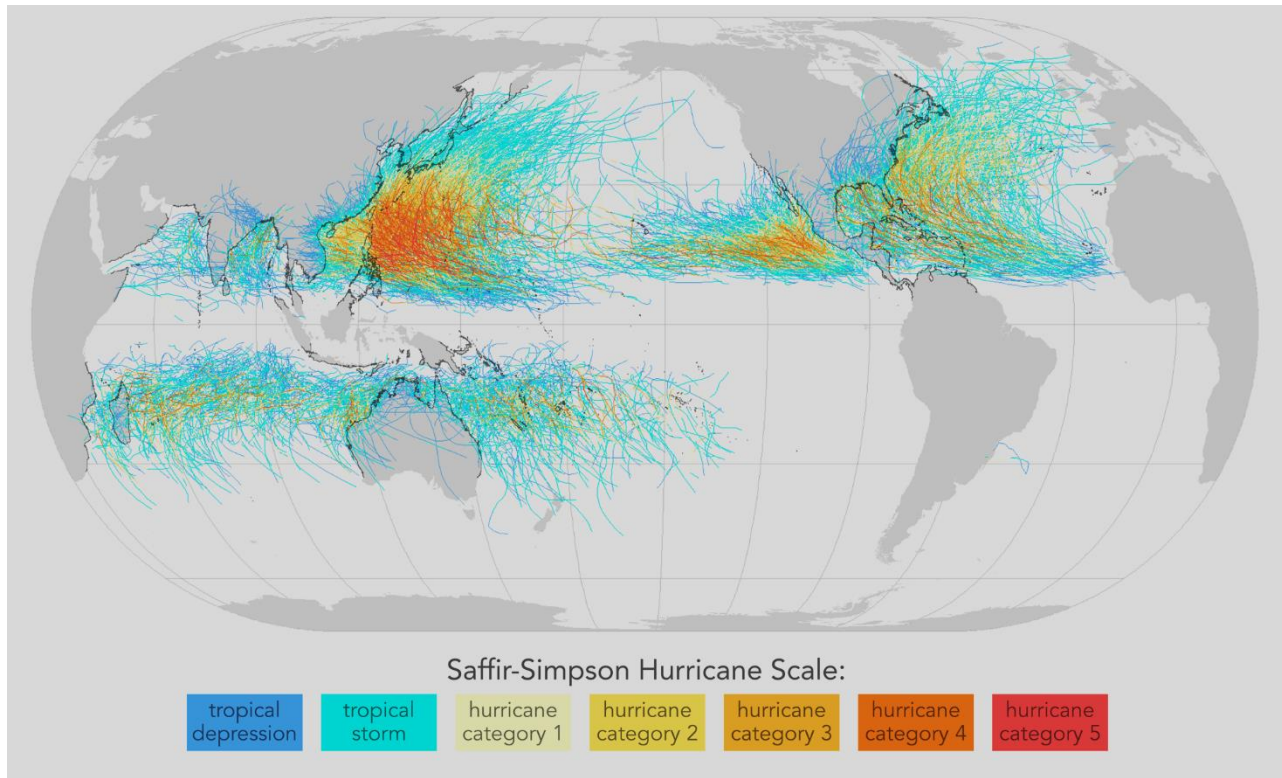 Saffir-Simpson Hurricane Scale:
tropical
depression
tropical
storm
hurricane
category 1
hurricane
category 2
hurricane
category 3
hurricane
category 4
hurricane
category 5